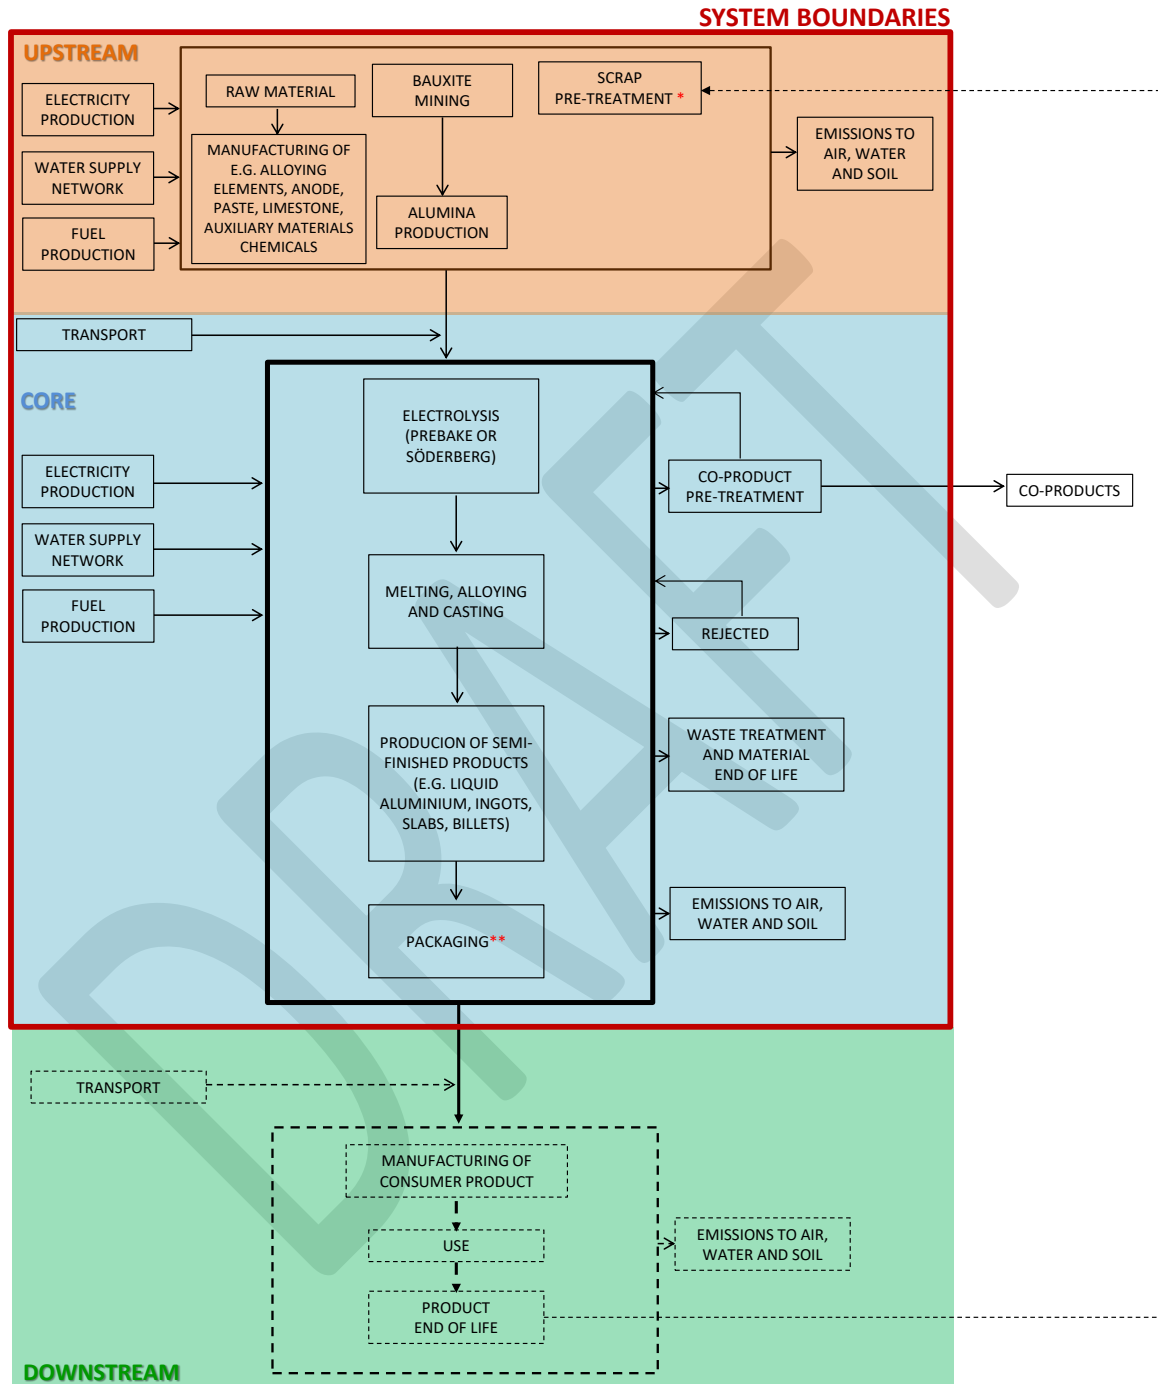 SYSTEM BOUNDARIES
UPSTREAM
ELECTRICITY
PRODUCTION
WATER SUPPLY
NETWORK
FUEL
PRODUCTION
RAW MATERIAL
MANUFACTURING OF
E.G. ALLOYING
ELEMENTS, ANODE,
PASTE, LIMESTONE,
AUXILIARY MATERIALS
CHEMICALS
BAUXITE
MINING
ALUMINA
PRODUCTION
SCRAP
PRE-TREATMENT *
EMISSIONS TO
AIR, WATER
AND SOIL
TRANSPORT
CORE
ELECTRICITY
PRODUCTION
WATER SUPPLY
NETWORK
FUEL
PRODUCTION
ELECTROLYSIS
(PREBAKE OR
SÖDERBERG)
MELTING, ALLOYING
AND CASTING
PRODUCION OF SEMI-
FINISHED PRODUCTS
(E.G. LIQUID
ALUMINIUM, INGOTS,
SLABS, BILLETS)
PACKAGING**
CO-PRODUCT
PRE-TREATMENT
CO-PRODUCTS
REJECTED
WASTE TREATMENT
AND MATERIAL
END OF LIFE
EMISSIONS TO AIR,
WATER AND SOIL
TRANSPORT
MANUFACTURING OF
CONSUMER PRODUCT
USE
PRODUCT
END OF LIFE
EMISSIONS TO AIR,
WATER AND SOIL
DOWNSTREAM
DRAFT